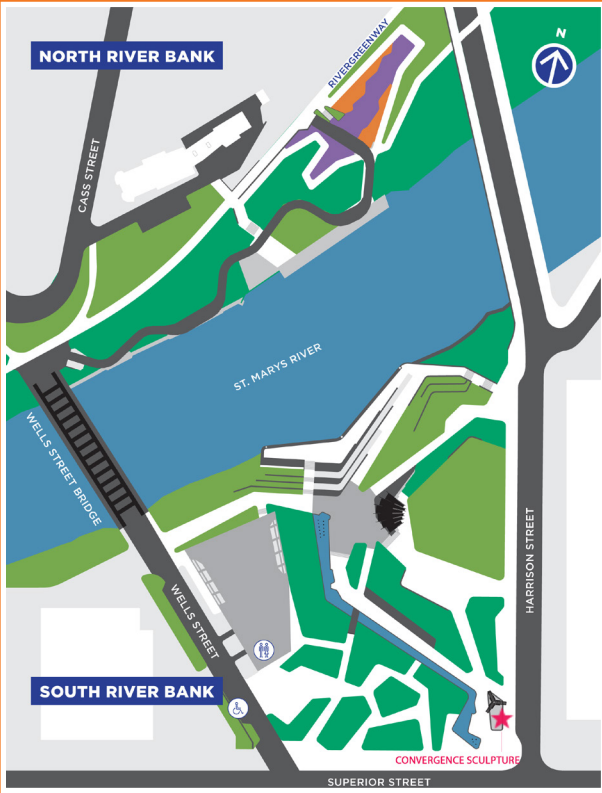 N
NORTH RIVER BANK
RIVERGREENWAY
CASS STREET
ST. MARYS RIVER
WELLS STREET BRIDGE
HARRISON STREET
WELLS STREET
SOUTH RIVER BANK
CONVERGENCE SCULPTURE
SUPERIOR STREET